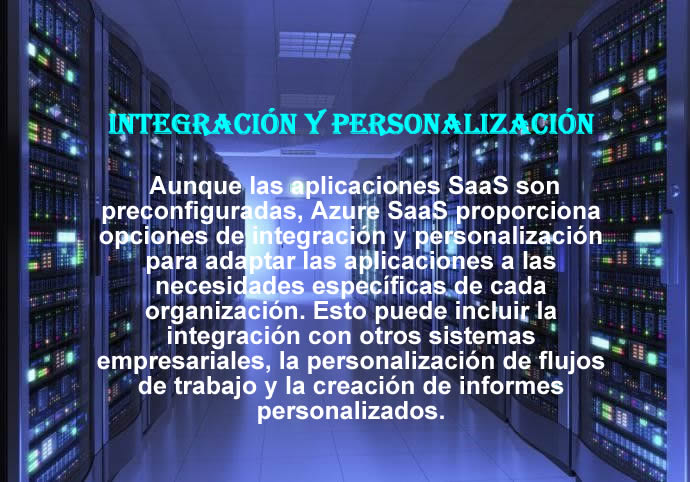 INTEGRACIÓN Y PERSONALIZACIÓN
Aunque las aplicaciones SaaS son
preconfiguradas, Azure SaaS proporciona
opciones de integración y personalización
para adaptar las aplicaciones a las
necesidades específicas de cada
organización. Esto puede incluir la
integración con otros sistemas
empresariales, la personalización de flujos
de trabajo y la creación de informes
personalizados.